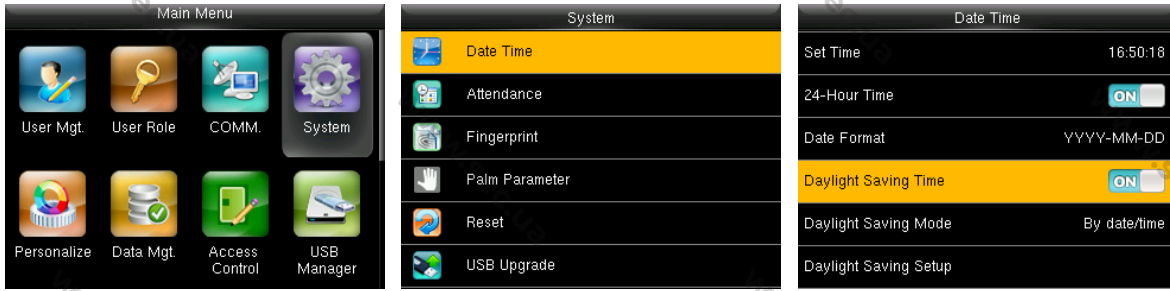 Main Menu
User Mgt.
User Role
COMM.
System
Personalize
Data Mgt.
Access
Control
USB
Manager
System
Date Time
Attendance
Fingerprint
Palm Parameter
Reset
USB Upgrade
Date Time
Set Time 16:50:18
24-Hour Time ON
Date Format YYYY-MM-DD
Daylight Saving Time ON
Daylight Saving Mode By date/time
Daylight Saving Setup